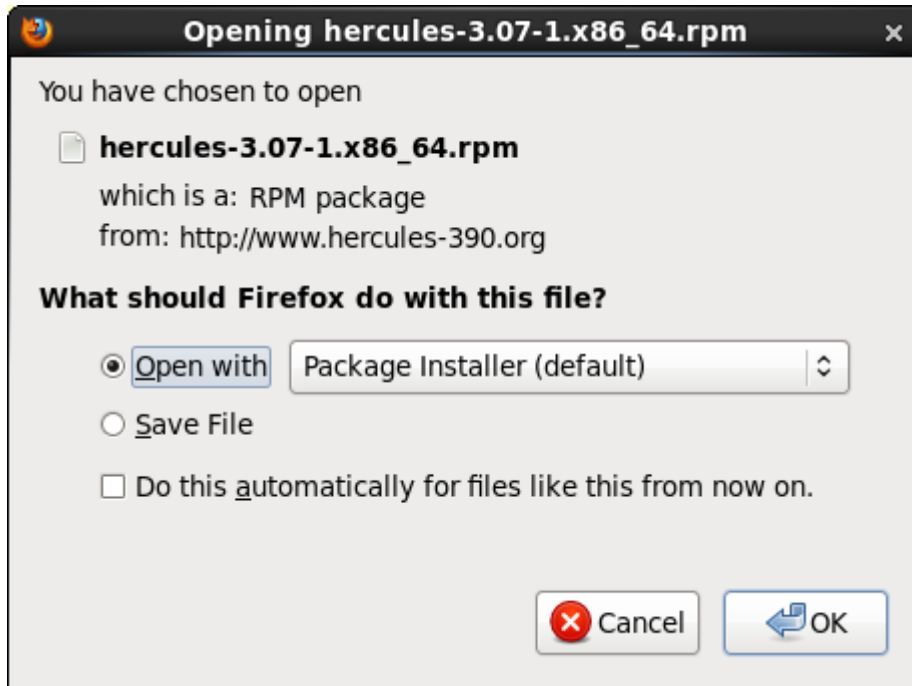 Opening hercules-3.07-1.x86_64.rpm
You have chosen to open
hercules-3.07-1.x86_64.rpm
which is a: RPM package
from: http://www.hercules-390.org
What should Firefox do with this file?
Open with Package Installer (default)
Save File
Do this automatically for files like this from now on.
Cancel OK